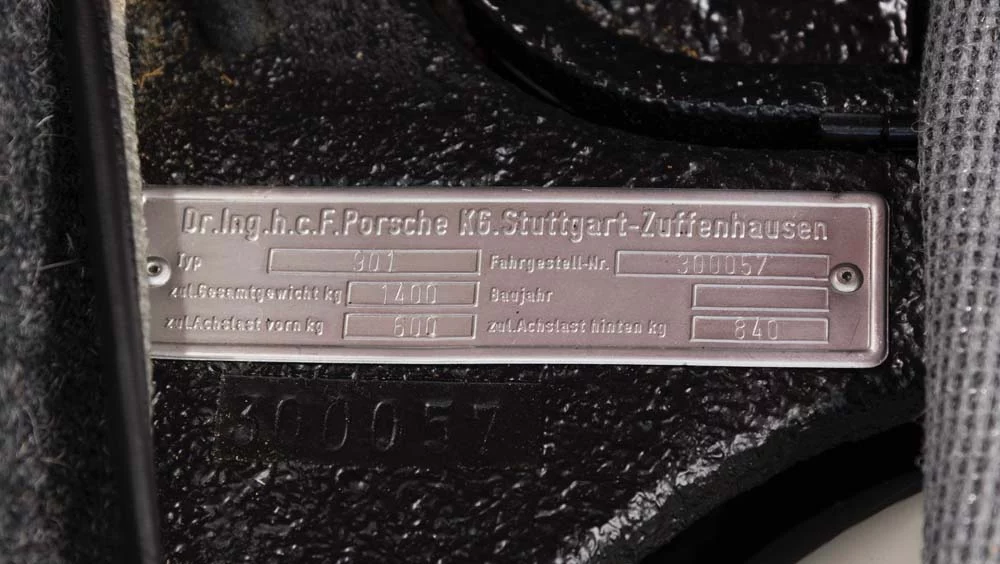 Dr.Ing.h.c.F.Porsche KG.Stuttgart-Zuffenhausen
Typ 901 Fahrgestell-Nr. 300057
zul.Gesamtgewicht kg 1400 Baujahr
zul.Achslast vorn kg 600 zul.Achslast hinten kg 840
300057